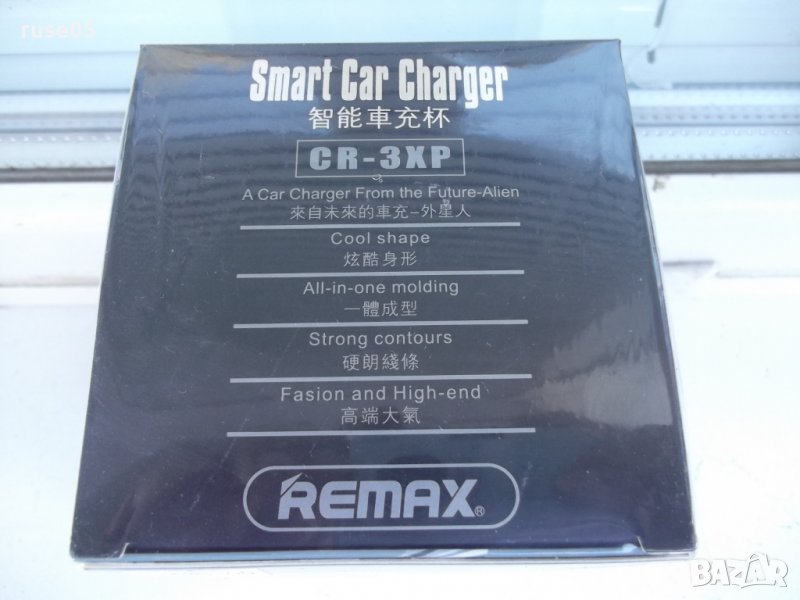 ruse03
Smart Car Charger
智能車充杯
CR-3XP
A Car Charger From the Future-Alien
來自未來的車充-外星人
Cool shape
炫酷身形
All-in-one molding
一體成型
Strong contours
硬朗綫條
Fasion and High-end
高端大氣
REMAX®
BAZAR